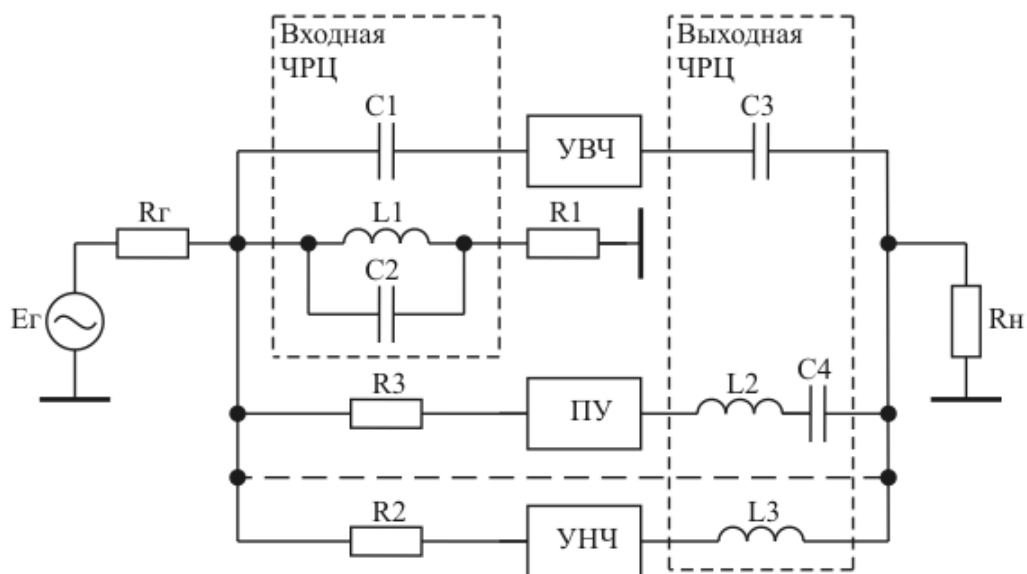 Входная
ЧРЦ
Выходная
ЧРЦ
C1
УВЧ
C3
Rг
L1
R1
C2
Eг
Rн
R3
ПУ
L2
C4
R2
УНЧ
L3